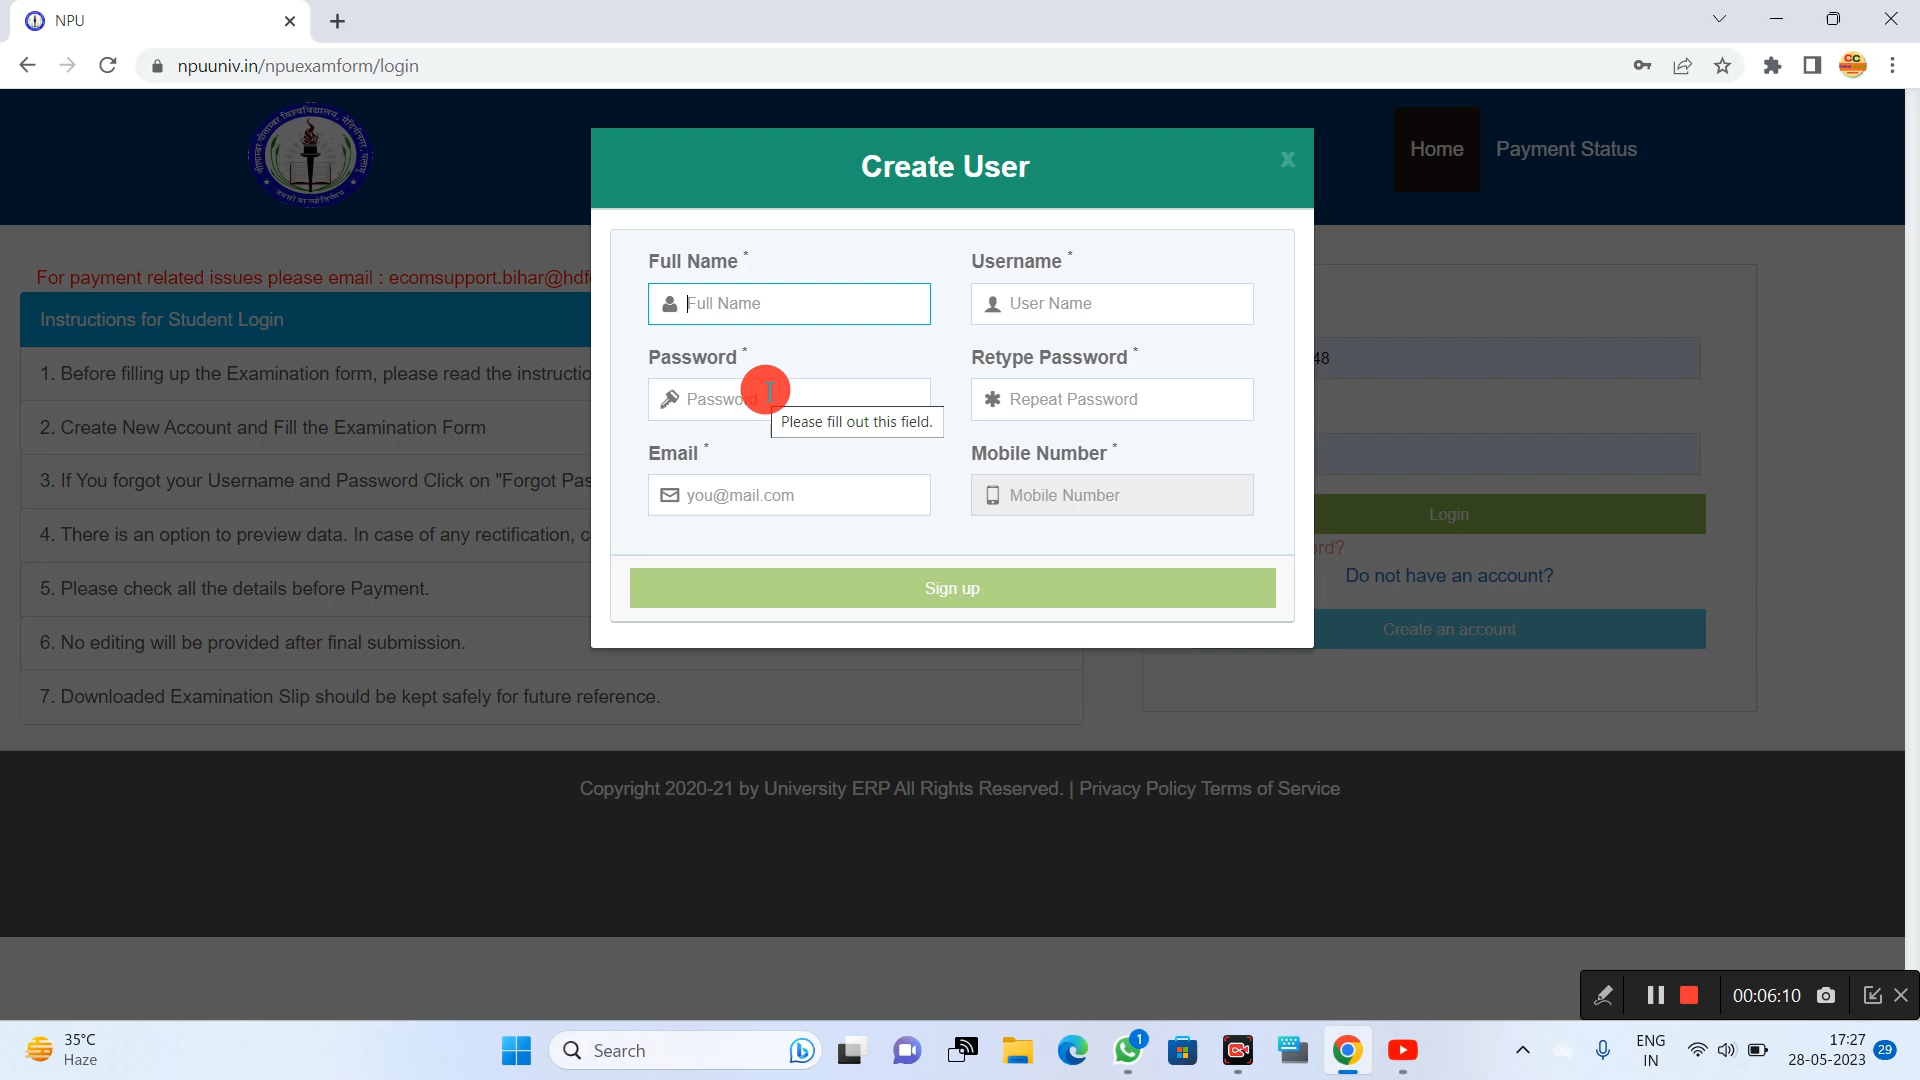 NPU
npuuniv.in/npuexamform/login
CC
Home
Payment Status
Create User
x
For payment related issues please email : ecomsupport.bihar@hdf
Instructions for Student Login
1. Before filling up the Examination form, please read the instructio
2. Create New Account and Fill the Examination Form
3. If You forgot your Username and Password Click on "Forgot Pas
4. There is an option to preview data. In case of any rectification, c
5. Please check all the details before Payment.
6. No editing will be provided after final submission.
7. Downloaded Examination Slip should be kept safely for future reference.
Full Name *
Username *
Full Name
User Name
Password *
Retype Password *
Password
Repeat Password
Please fill out this field.
Email *
Mobile Number *
you@mail.com
Mobile Number
Sign up
48
Login
rd?
Do not have an account?
Create an account
Copyright 2020-21 by University ERP All Rights Reserved. | Privacy Policy Terms of Service
00:06:10
35°C
Haze
Search
1
ENG
IN
17:27
28-05-2023
29